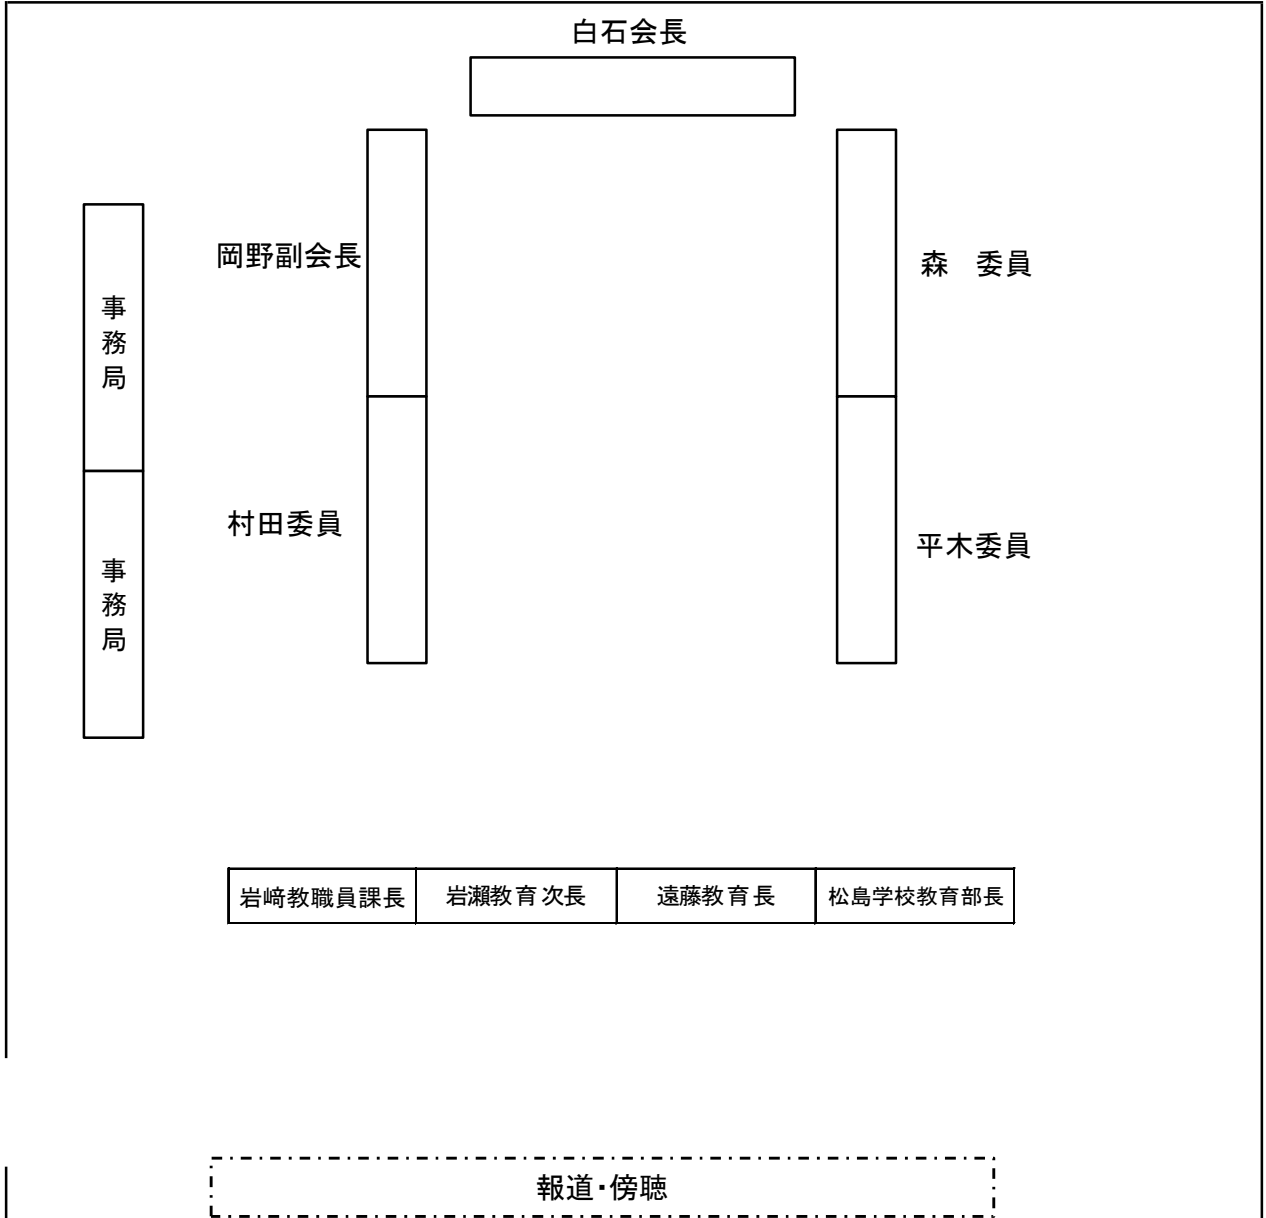 白石会長
岡野副会長
森　委員
事務局
村田委員
平木委員
事務局
岩﨑教職員課長
岩瀨教育次長
遠藤教育長
松島学校教育部長
報道・傍聴